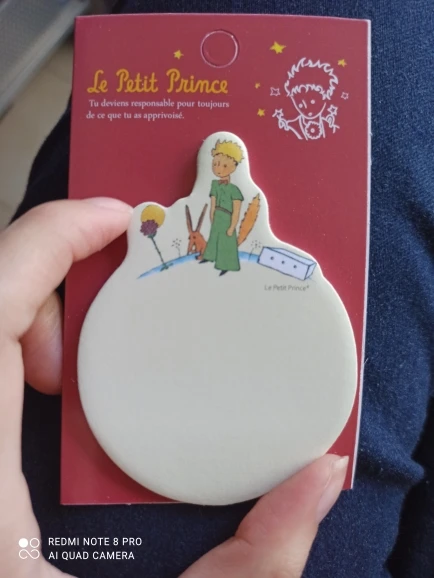 Le Petit Prince
Tu deviens responsable pour toujours
de ce que tu as apprivoisé.
Le Petit Prince®
REDMI NOTE 8 PRO
AI QUAD CAMERA